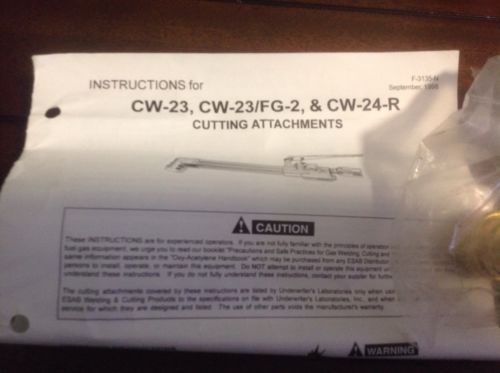 INSTRUCTIONS for
F-3135-N
September, 1998
CW-23, CW-23/FG-2, & CW-24-R
CUTTING ATTACHMENTS
CAUTION
These INSTRUCTIONS are for experienced operators. If you are not fully familiar with the principles of operation
fuel gas equipment, we urge you to read our booklet "Precautions and Safe Practices for Gas Welding, Cutting and
same information appears in the "Oxy-Acetylene Handbook" which may be purchased from any ESAB Distributor
persons to install, operate, or maintain this equipment. Do NOT attempt to install or operate this equipment
understand these instructions. If you do not fully understand these instructions, contact your supplier for further
The cutting attachments covered by these instructions are listed by Underwriter's Laboratories only when
ESAB Welding & Cutting Products to the specifications on file with Underwriter's Laboratories, Inc., and when
service for which they are designed and listed. The use of other parts voids the manufacturer's warranty.
WARNING